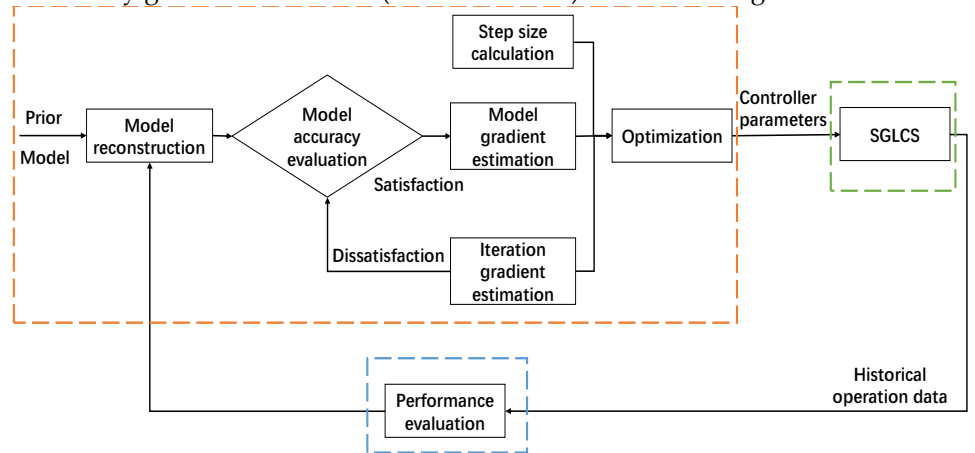 Step size
calculation
Prior
Model
Model
reconstruction
Model
accuracy
evaluation
Satisfaction
Model
gradient
estimation
Optimization
Controller
parameters
SGLCS
Dissatisfaction
Iteration
gradient
estimation
Performance
evaluation
Historical
operation data